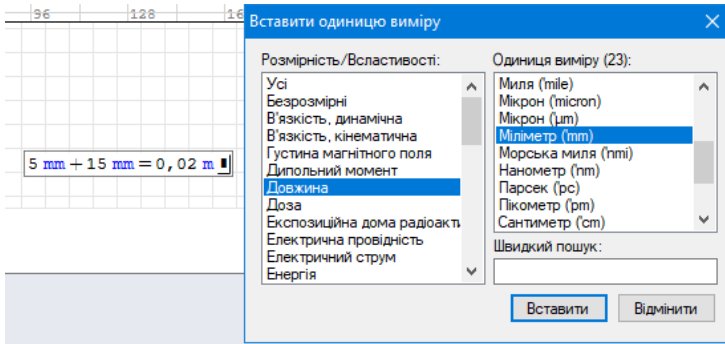 96 128 16
5 mm + 15 mm = 0,02 m
Вставити одиницю виміру
Розмірність/Всластивості:
Усі
Безрозмірні
В'язкість, динамічна
В'язкість, кінематична
Густина магнітного поля
Дипольний момент
Довжина
Доза
Експозиційна дома радіоакти
Електрична провідність
Електричний струм
Енергія
Одиниця виміру (23):
Миля ('mile)
Мікрон ('micron)
Мікрон ('μm)
Міліметр ('mm)
Морська миля ('nmi)
Нанометр ('nm)
Парсек ('pc)
Пікометр ('pm)
Сантиметр ('cm)
Швидкий пошук:
Вставити Відмінити